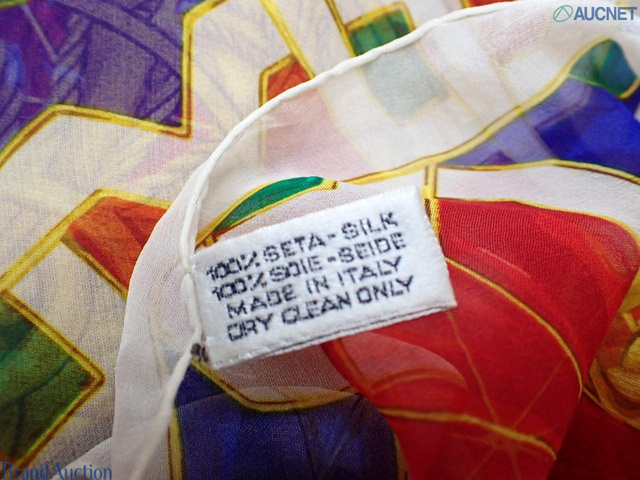 AUCNET
100% SETA - SILK
100% SOIE - SEIDE
MADE IN ITALY
DRY CLEAN ONLY
Brand Auction